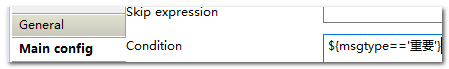 Skip expression
General
Main config
Condition
${msgtype=='重要'}